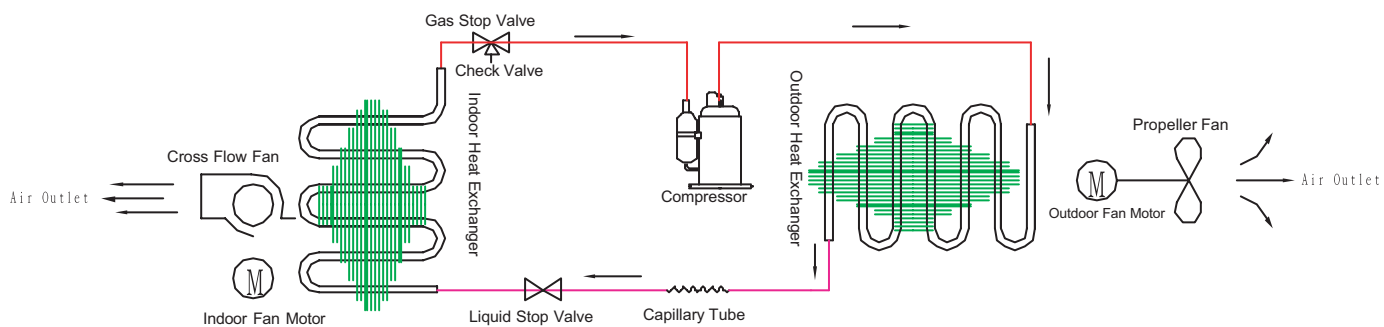 Gas Stop Valve
Check Valve
Indoor Heat Exchanger
Outdoor Heat Exchanger
Propeller Fan
Cross Flow Fan
Air Outlet
M
Compressor
M
Outdoor Fan Motor
Air Outlet
Indoor Fan Motor
Liquid Stop Valve
Capillary Tube